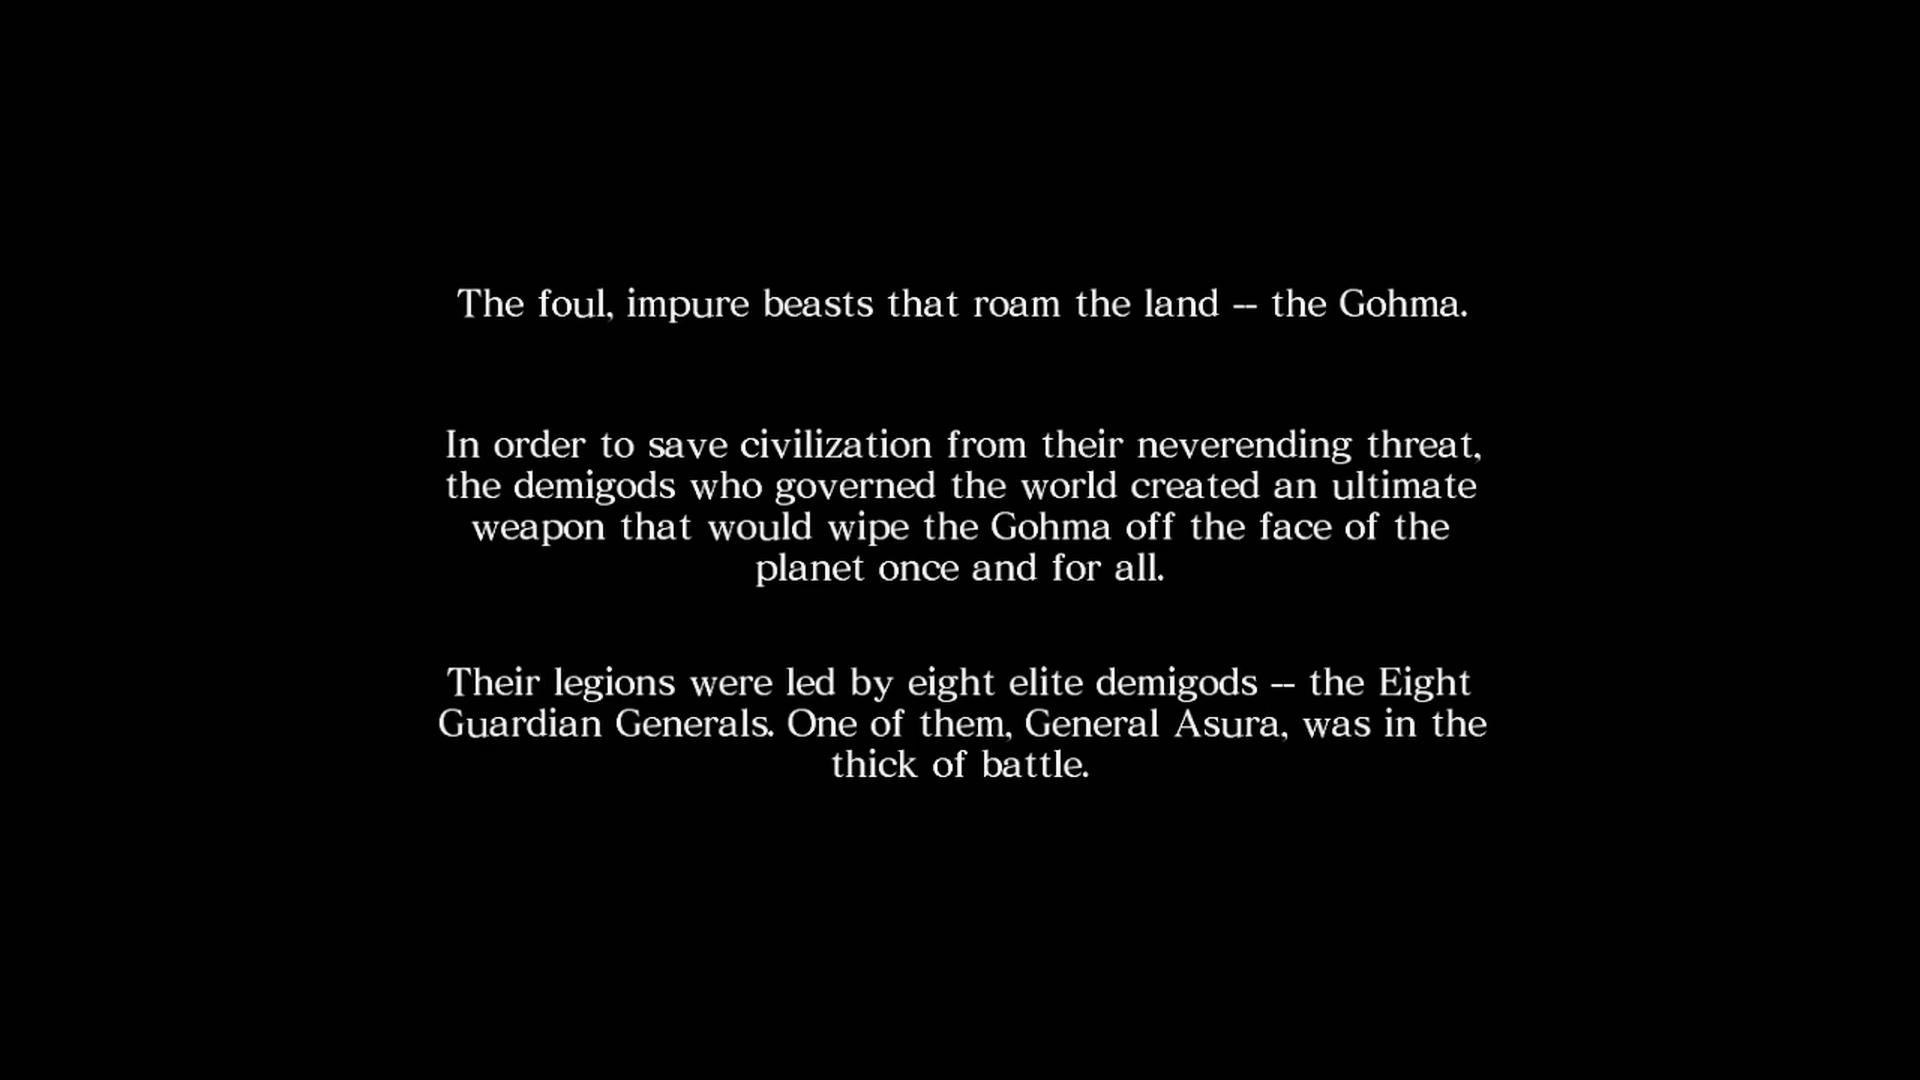 The foul, impure beasts that roam the land -- the Gohma.
In order to save civilization from their neverending threat,
the demigods who governed the world created an ultimate
weapon that would wipe the Gohma off the face of the
planet once and for all.
Their legions were led by eight elite demigods -- the Eight
Guardian Generals. One of them, General Asura, was in the
thick of battle.